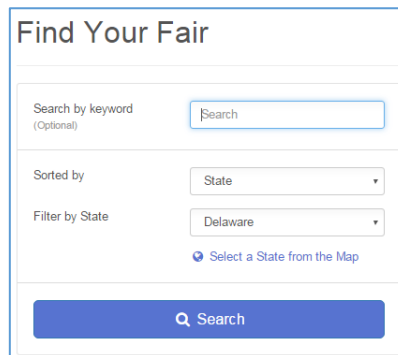 Find Your Fair
Search by keyword
(Optional)
Search
Sorted by
State
Filter by State
Delaware
Select a State from the Map
Search